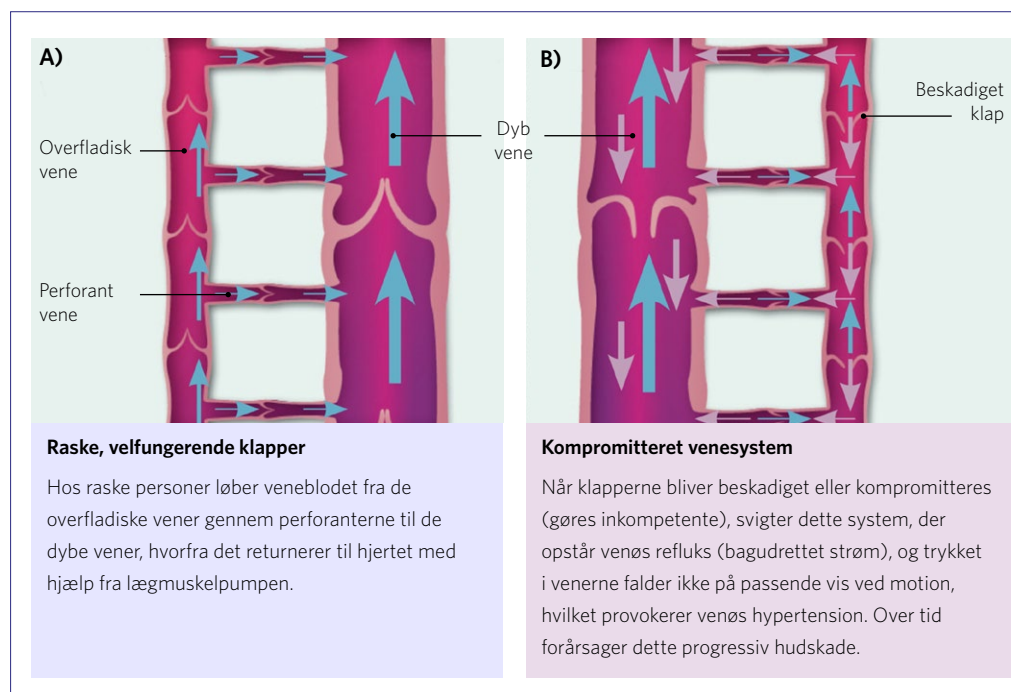 A)
Overfladisk
vene
Perforant
vene
Dyb
vene
B)
Beskadiget
klap
Raske, velfungerende klapper
Hos raske personer løber veneblodet fra de
overfladiske vener gennem perforanterne til de
dybe vener, hvorfra det returnerer til hjertet med
hjælp fra lægmuskelpumpen.
Kompromitteret venesystem
Når klapperne bliver beskadiget eller kompromitteres
(gøres inkompetente), svigter dette system, der
opstår venøs refluks (bagudrettet strøm), og trykket
i venerne falder ikke på passende vis ved motion,
hvilket provokerer venøs hypertension. Over tid
forårsager dette progressiv hudskade.